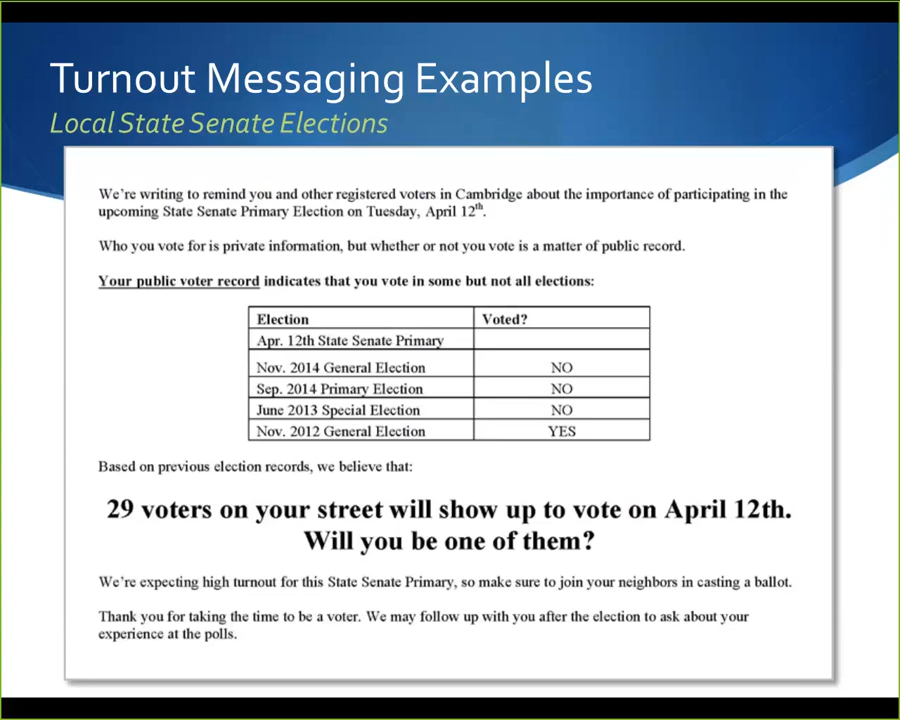 Turnout Messaging Examples
Local State Senate Elections
We're writing to remind you and other registered voters in Cambridge about the importance of participating in the
upcoming State Senate Primary Election on Tuesday, April 12th.
Who you vote for is private information, but whether or not you vote is a matter of public record.
Your public voter record indicates that you vote in some but not all elections:
Election Voted?
Apr. 12th State Senate Primary
Nov. 2014 General Election NO
Sep. 2014 Primary Election NO
June 2013 Special Election NO
Nov. 2012 General Election YES
Based on previous election records, we believe that:
29 voters on your street will show up to vote on April 12th.
Will you be one of them?
We're expecting high turnout for this State Senate Primary, so make sure to join your neighbors in casting a ballot.
Thank you for taking the time to be a voter. We may follow up with you after the election to ask about your
experience at the polls.